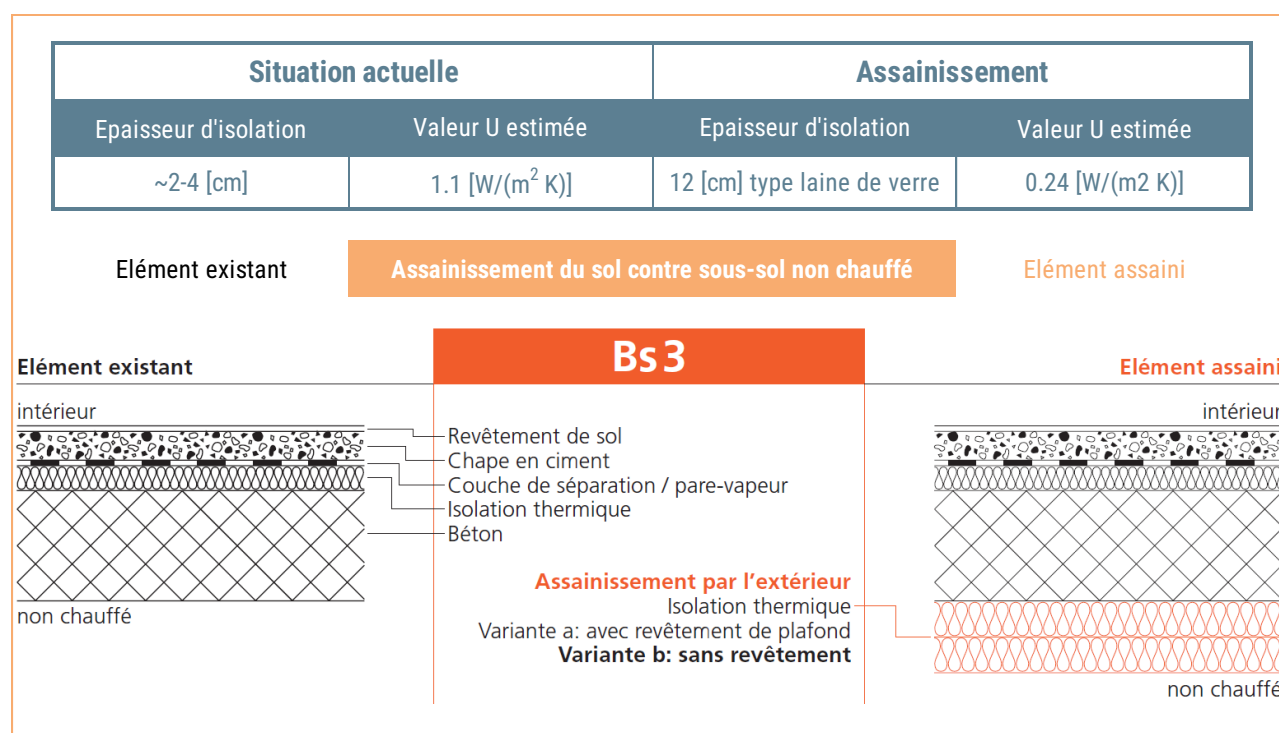 Situation actuelle
Assainissement
Epaisseur d'isolation
Valeur U estimée
Epaisseur d'isolation
Valeur U estimée
~2-4 [cm]
1.1 [W/(m² K)]
12 [cm] type laine de verre
0.24 [W/(m2 K)]
Elément existant
Assainissement du sol contre sous-sol non chauffé
Elément assaini
Elément existant
Bs 3
Elément assaini
intérieur
intérieur
Revêtement de sol
Chape en ciment
Couche de séparation / pare-vapeur
Isolation thermique
Béton
non chauffé
Assainissement par l’extérieur
Isolation thermique
Variante a: avec revêtement de plafond
Variante b: sans revêtement
non chauffé